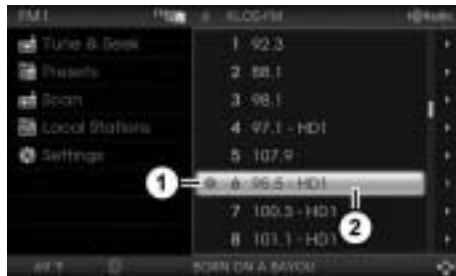 FM1
KLOS-FM
Tune & Seek
Presets
Scan
Local Stations
Settings
1 92.3
2 88.1
3 98.1
4 97.1 - HD1
5 107.9
6 95.5 - HD1
7 100.3 - HD1
8 101.1 - HD1
1
2
BORN ON A BAYOU